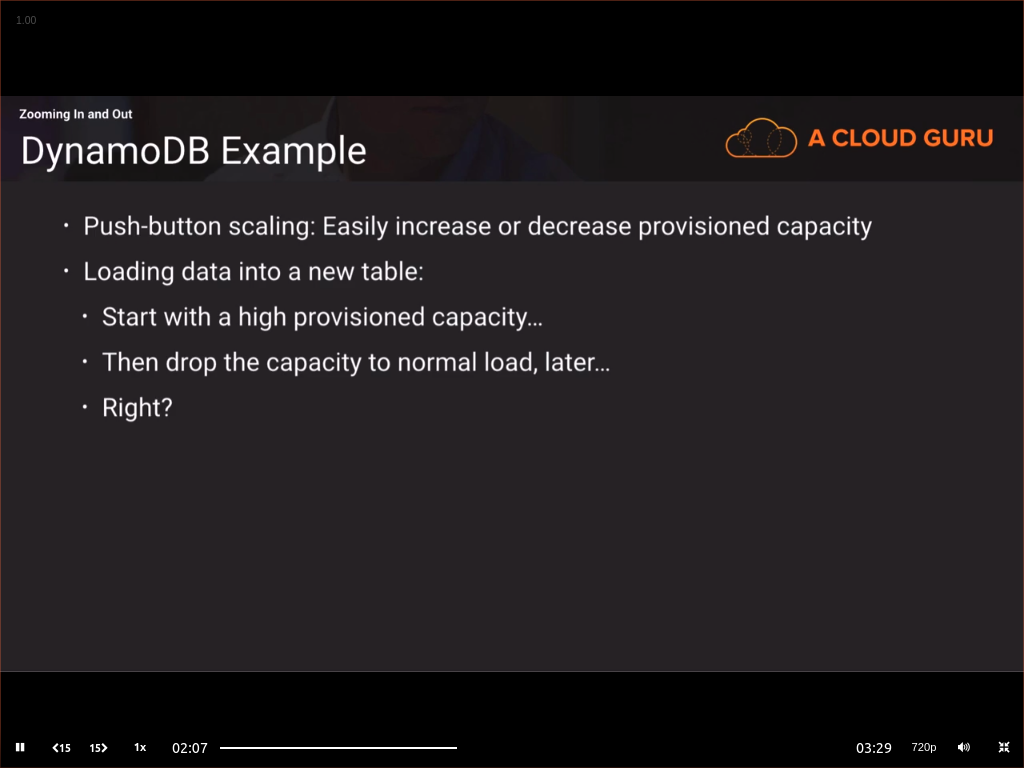 1.00
Zooming In and Out
DynamoDB Example
A CLOUD GURU
• Push-button scaling: Easily increase or decrease provisioned capacity
• Loading data into a new table:
• Start with a high provisioned capacity...
• Then drop the capacity to normal load, later...
• Right?
15 15 1x 02:07 03:29 720p